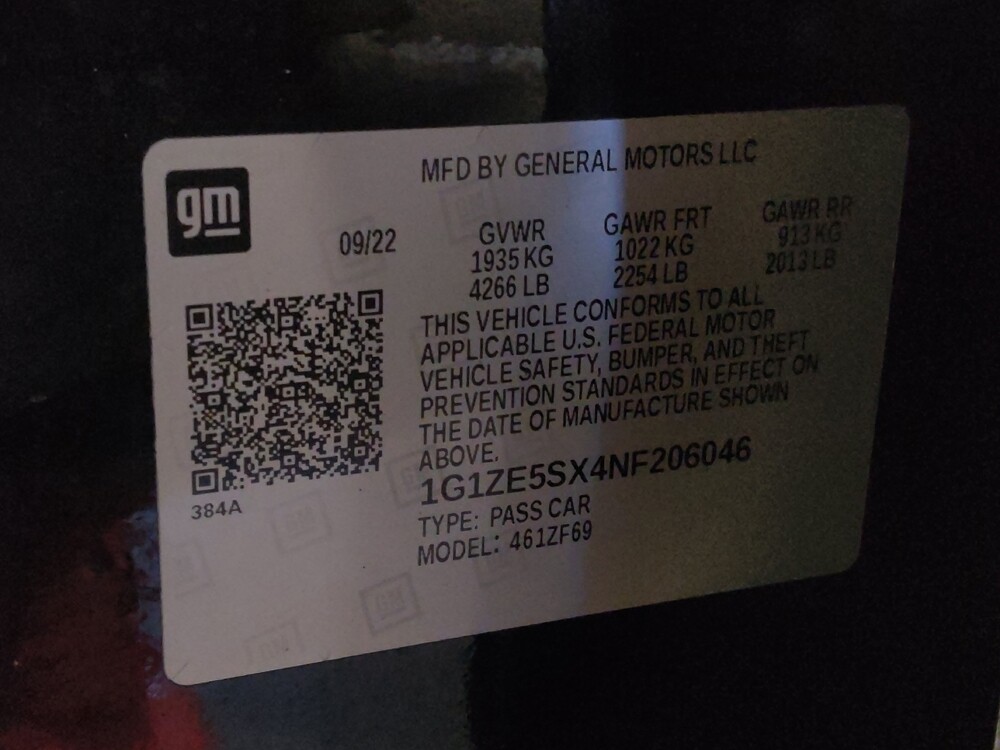 gm
MFD BY GENERAL MOTORS LLC
09/22
GVWR GAWR FRT GAWR RR
1935 KG 1022 KG 913 KG
4266 LB 2254 LB 2013 LB
THIS VEHICLE CONFORMS TO ALL
APPLICABLE U.S. FEDERAL MOTOR
VEHICLE SAFETY, BUMPER, AND THEFT
PREVENTION STANDARDS IN EFFECT ON
THE DATE OF MANUFACTURE SHOWN
ABOVE.
1G1ZE5SX4NF206046
384A
TYPE: PASS CAR
MODEL: 461ZF69